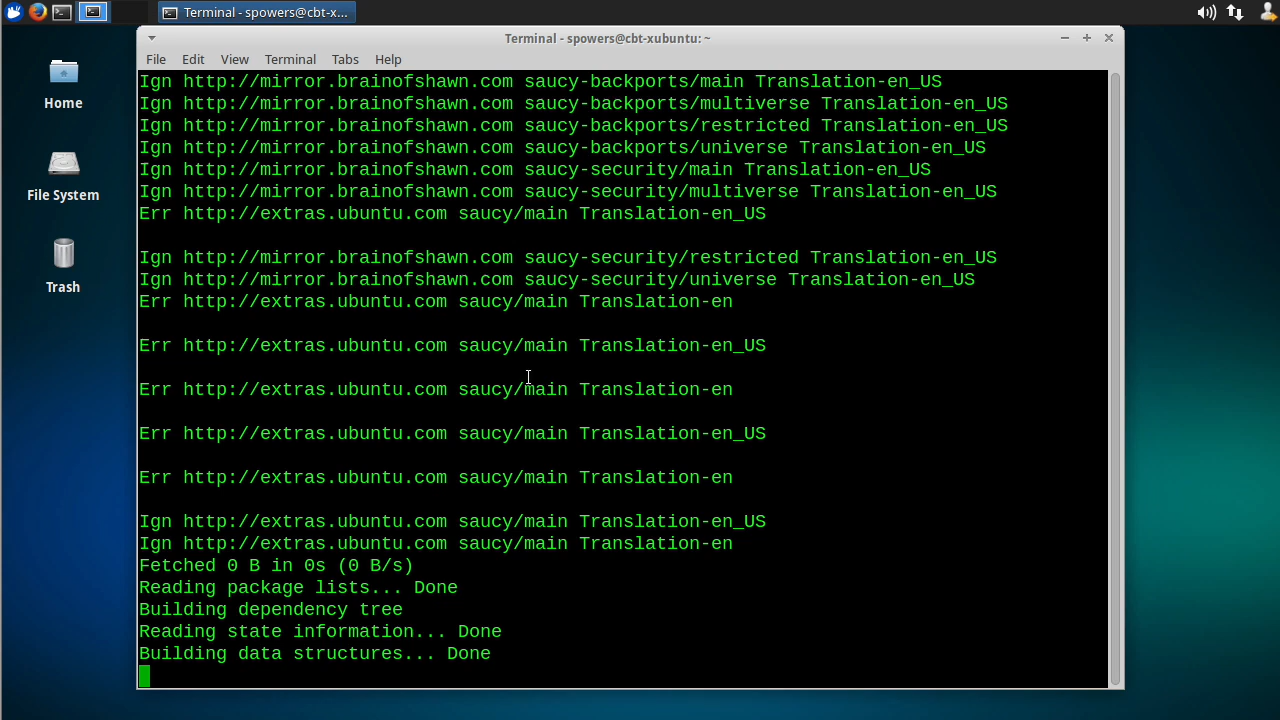 Terminal - spowers@cbt-x...
Terminal - spowers@cbt-xubuntu: ~
File Edit View Terminal Tabs Help
Home
File System
Trash
Ign http://mirror.brainofshawn.com saucy-backports/main Translation-en_US
Ign http://mirror.brainofshawn.com saucy-backports/multiverse Translation-en_US
Ign http://mirror.brainofshawn.com saucy-backports/restricted Translation-en_US
Ign http://mirror.brainofshawn.com saucy-backports/universe Translation-en_US
Ign http://mirror.brainofshawn.com saucy-security/main Translation-en_US
Ign http://mirror.brainofshawn.com saucy-security/multiverse Translation-en_US
Err http://extras.ubuntu.com saucy/main Translation-en_US
Ign http://mirror.brainofshawn.com saucy-security/restricted Translation-en_US
Ign http://mirror.brainofshawn.com saucy-security/universe Translation-en_US
Err http://extras.ubuntu.com saucy/main Translation-en
Err http://extras.ubuntu.com saucy/main Translation-en_US
Err http://extras.ubuntu.com saucy/main Translation-en
Err http://extras.ubuntu.com saucy/main Translation-en_US
Err http://extras.ubuntu.com saucy/main Translation-en
Ign http://extras.ubuntu.com saucy/main Translation-en_US
Ign http://extras.ubuntu.com saucy/main Translation-en
Fetched 0 B in 0s (0 B/s)
Reading package lists... Done
Building dependency tree
Reading state information... Done
Building data structures... Done